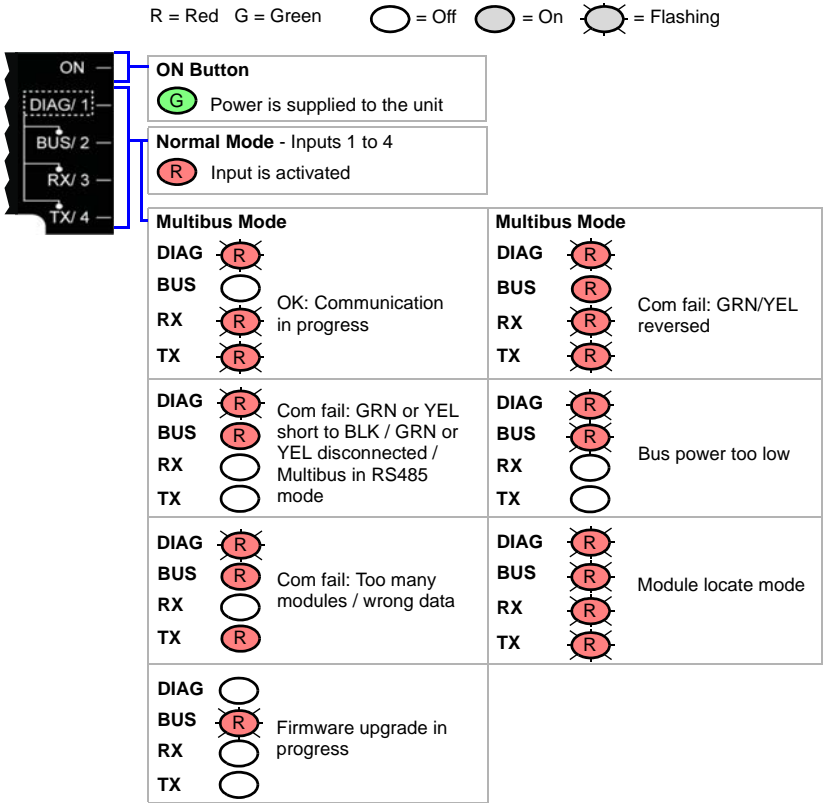 R = Red G = Green = Off = On = Flashing
ON
DIAG/ 1
BUS/ 2
RX/ 3
TX/ 4
ON Button
G Power is supplied to the unit
Normal Mode - Inputs 1 to 4
R Input is activated
Multibus Mode
DIAG R
BUS
RX R
TX R
OK: Communication
in progress
Multibus Mode
DIAG R
BUS R
RX R
TX R
Com fail: GRN/YEL
reversed
DIAG R
BUS R
RX
TX
Com fail: GRN or YEL
short to BLK / GRN or
YEL disconnected /
Multibus in RS485
mode
DIAG R
BUS R
RX
TX
Bus power too low
DIAG R
BUS R
RX
TX R
Com fail: Too many
modules / wrong data
DIAG R
BUS R
RX R
TX R
Module locate mode
DIAG
BUS R
RX
TX
Firmware upgrade in
progress